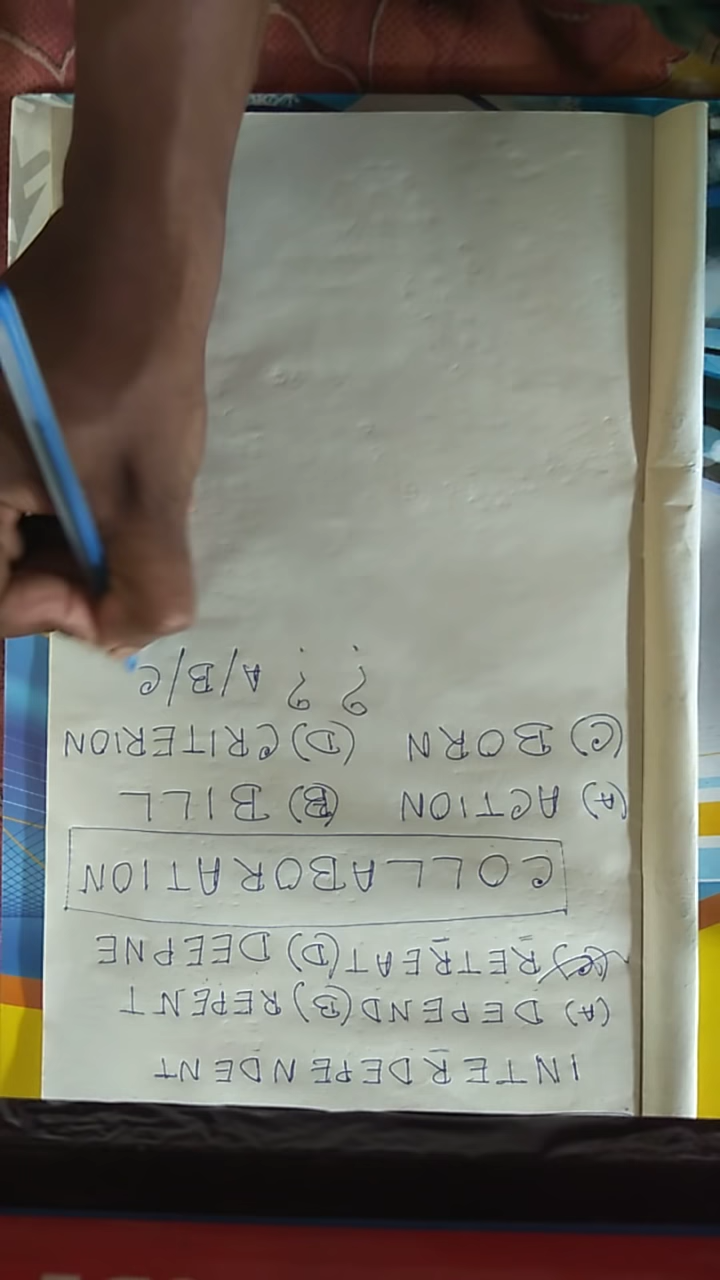 INTERDEPENDENT
(A) DEPEND (B) REPENT
(C) RETREAT (D) DEEPNE
COLLABORATION
(A) ACTION (B) BILL
(C) BORN (D) CRITERION
? ? A/B/C